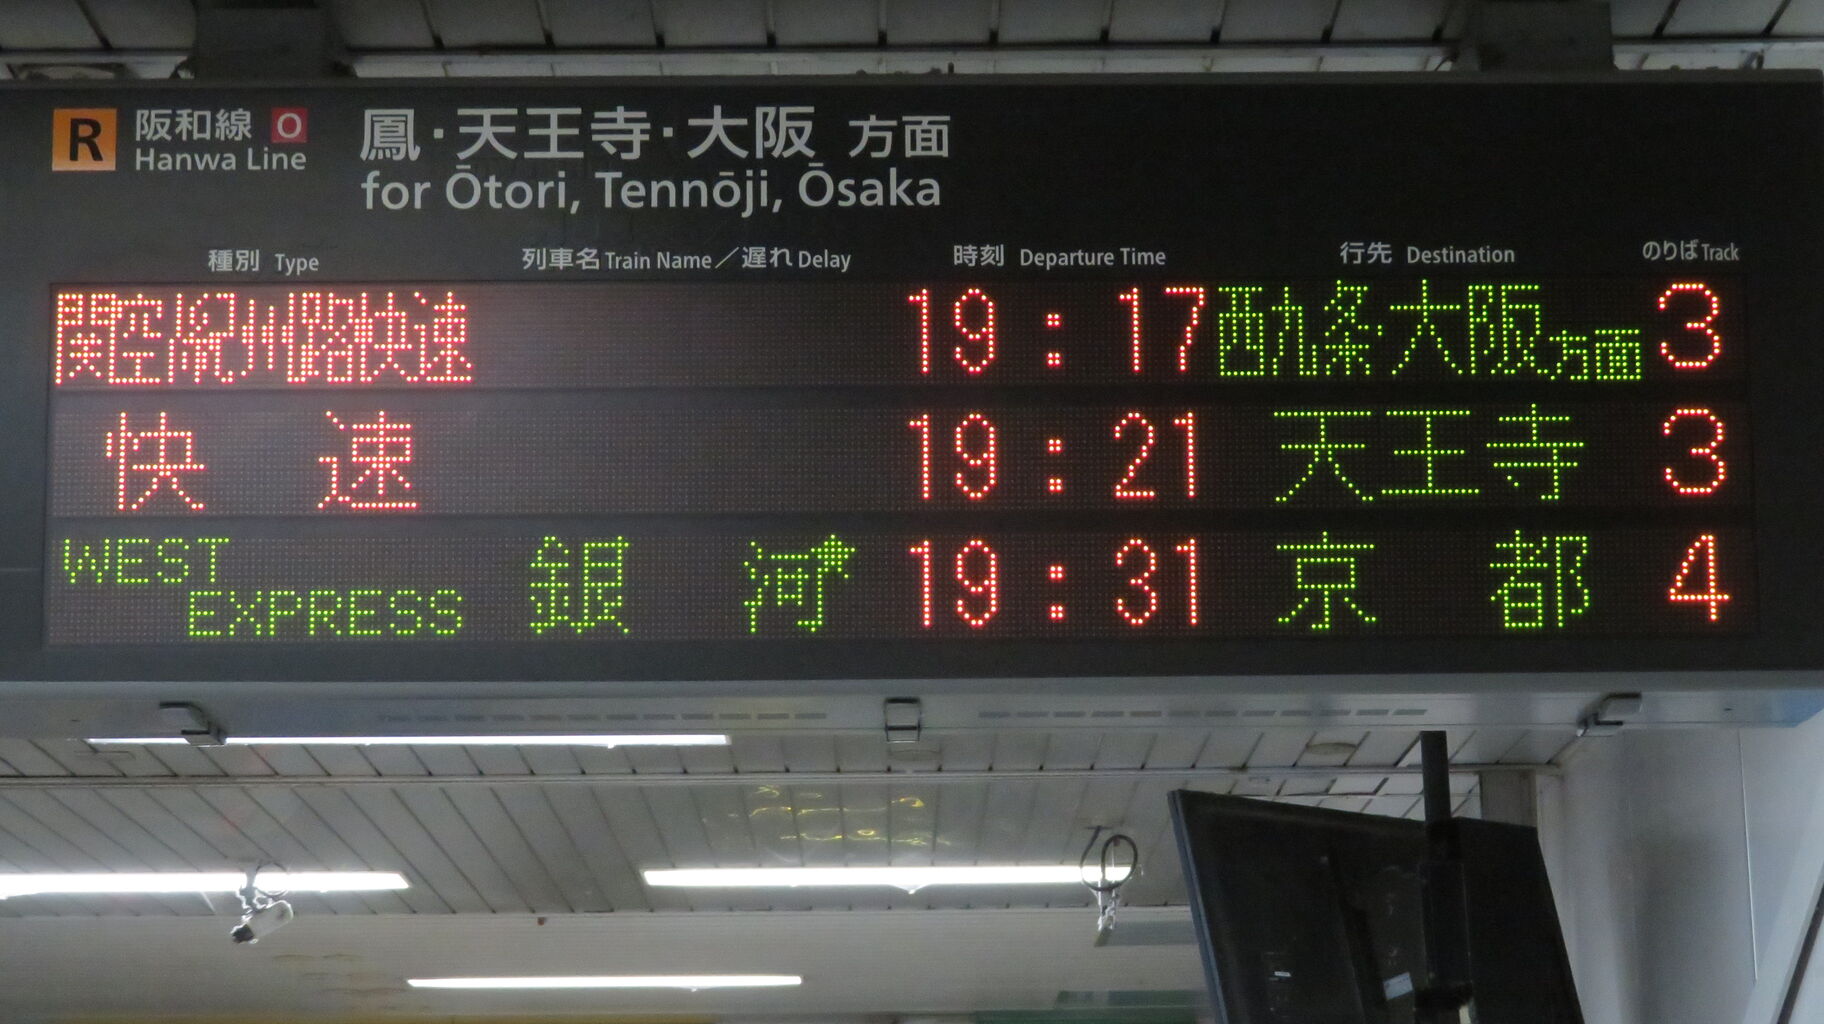 R 阪和線 O 鳳・天王寺・大阪 方面
Hanwa Line for Ōtori, Tennōji, Ōsaka
種別 Type 列車名 Train Name／遅れ Delay 時刻 Departure Time 行先 Destination のりば Track
関空/紀州路快速 19:17 西九条・大阪方面 3
快速 19:21 天王寺 3
WEST EXPRESS 銀河 19:31 京都 4